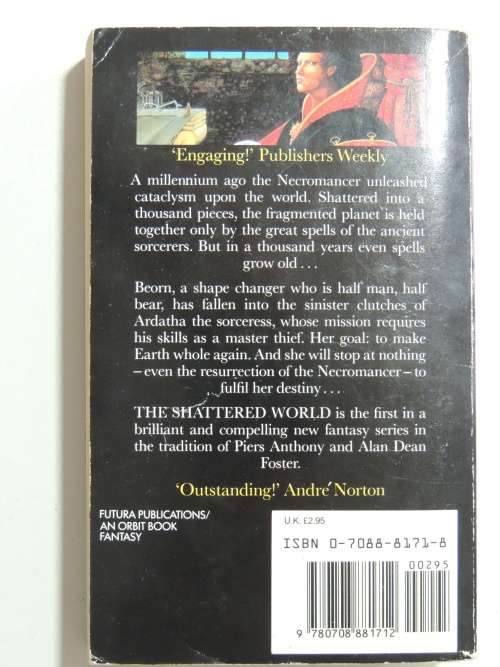 'Engaging!' Publishers Weekly
A millennium ago the Necromancer unleashed
cataclysm upon the world. Shattered into a
thousand pieces, the fragmented planet is held
together only by the great spells of the ancient
sorcerers. But in a thousand years even spells
grow old . . .
Beorn, a shape changer who is half man, half
bear, has fallen into the sinister clutches of
Ardatha the sorceress, whose mission requires
his skills as a master thief. Her goal: to make
Earth whole again. And she will stop at nothing
–even the resurrection of the Necromancer–to
fulfil her destiny . . .
THE SHATTERED WORLD is the first in a
brilliant and compelling new fantasy series in
the tradition of Piers Anthony and Alan Dean
Foster.
'Outstanding!' André Norton
FUTURA PUBLICATIONS/
AN ORBIT BOOK
FANTASY
U.K. £2.95
ISBN 0-7088-8171-8
00295
9 780708 881712